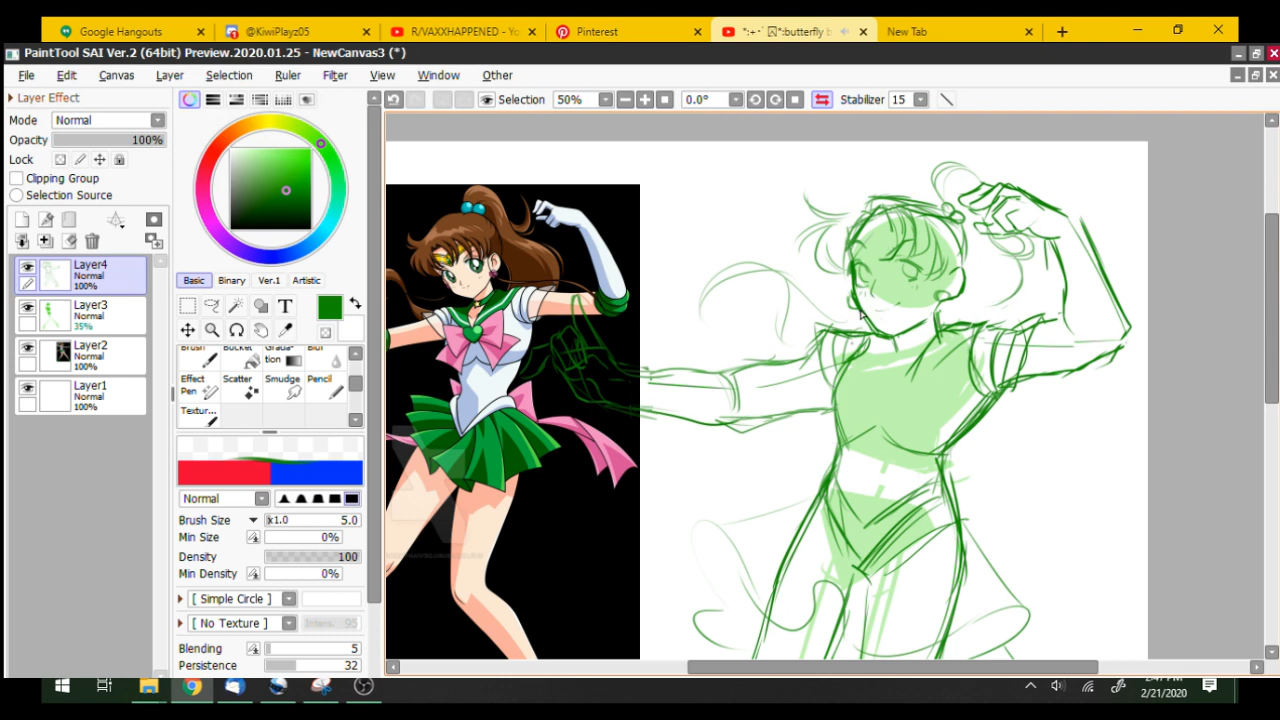 Google Hangouts @KiwiPlayz05 R/VAXXHAPPENED - Yo Pinterest butterfly b New Tab
PaintTool SAI Ver.2 (64bit) Preview.2020.01.25 - NewCanvas3 (*)
File Edit Canvas Layer Selection Ruler Filter View Window Other
Layer Effect
Selection 50% 0.0° Stabilizer 15
Mode Normal
Opacity 100%
Lock
Clipping Group
Selection Source
Layer4
Normal
100%
Layer3
Normal
35%
Layer2
Normal
100%
Layer1
Normal
100%
Basic Binary Ver.1 Artistic
T
Brush Bucket Grada- Blur
tion
Effect Scatter Smudge Pencil
Pen
Textur...
Normal
Brush Size x1.0 5.0
Min Size 0%
Density 100
Min Density 0%
[ Simple Circle ]
[ No Texture ] Intens. 95
Blending 5
Persistence 32
2:47 PM
2/21/2020